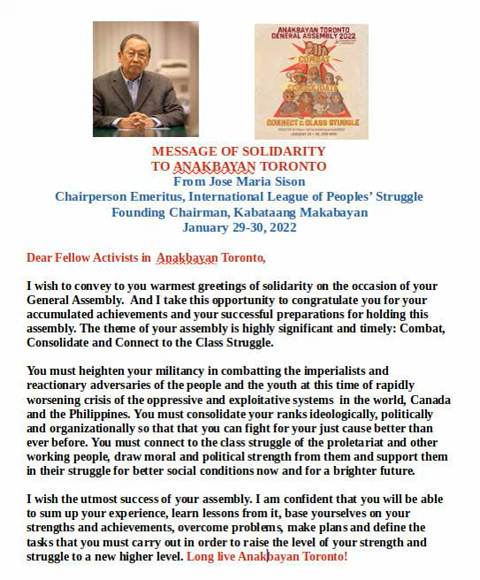 ANAKBAYAN TORONTO
GENERAL ASSEMBLY 2022
COMBAT
CONSOLIDATE
CONNECT to the CLASS STUGGLE
MESSAGE OF SOLIDARITY
TO ANAKBAYAN TORONTO
From Jose Maria Sison
Chairperson Emeritus, International League of Peoples’ Struggle
Founding Chairman, Kabataang Makabayan
January 29-30, 2022
Dear Fellow Activists in Anakbayan Toronto,
I wish to convey to you warmest greetings of solidarity on the occasion of your
General Assembly. And I take this opportunity to congratulate you for your
accumulated achievements and your successful preparations for holding this
assembly. The theme of your assembly is highly significant and timely: Combat,
Consolidate and Connect to the Class Struggle.
You must heighten your militancy in combatting the imperialists and
reactionary adversaries of the people and the youth at this time of rapidly
worsening crisis of the oppressive and exploitative systems in the world, Canada
and the Philippines. You must consolidate your ranks ideologically, politically
and organizationally so that that you can fight for your just cause better than
ever before. You must connect to the class struggle of the proletariat and other
working people, draw moral and political strength from them and support them
in their struggle for better social conditions now and for a brighter future.
I wish the utmost success of your assembly. I am confident that you will be able
to sum up your experience, learn lessons from it, base yourselves on your
strengths and achievements, overcome problems, make plans and define the
tasks that you must carry out in order to raise the level of your strength and
struggle to a new higher level. Long live Anakbayan Toronto!